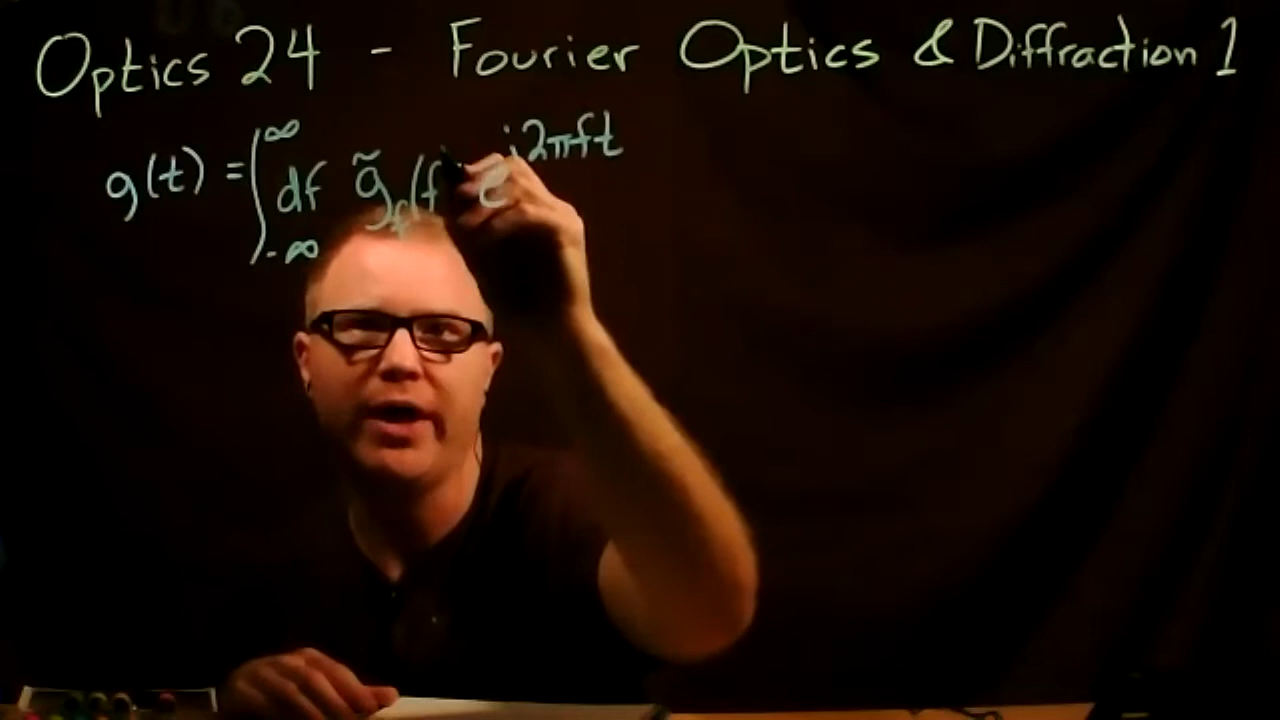 Optics 24 - Fourier Optics & Diffraction 1
g(t) = ∫_{-∞}^{∞} df g̃_f(f e^{i2πft}